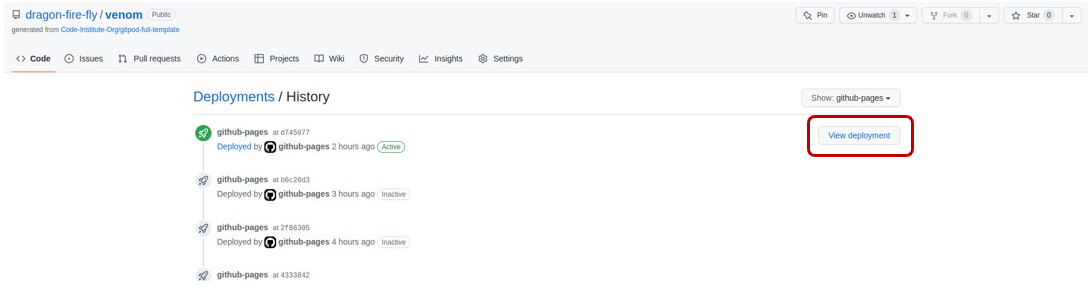 dragon-fire-fly / venom Public
Pin
Unwatch 1
Fork 0
Star 0
generated from Code-Institute-Org/gitpod-full-template
Code
Issues
Pull requests
Actions
Projects
Wiki
Security
Insights
Settings
Deployments / History
Show: github-pages
github-pages at d745077
View deployment
Deployed by github-pages 2 hours ago Active
github-pages at b6c20d3
Deployed by github-pages 3 hours ago Inactive
github-pages at 2f86305
Deployed by github-pages 4 hours ago Inactive
github-pages at 4333842